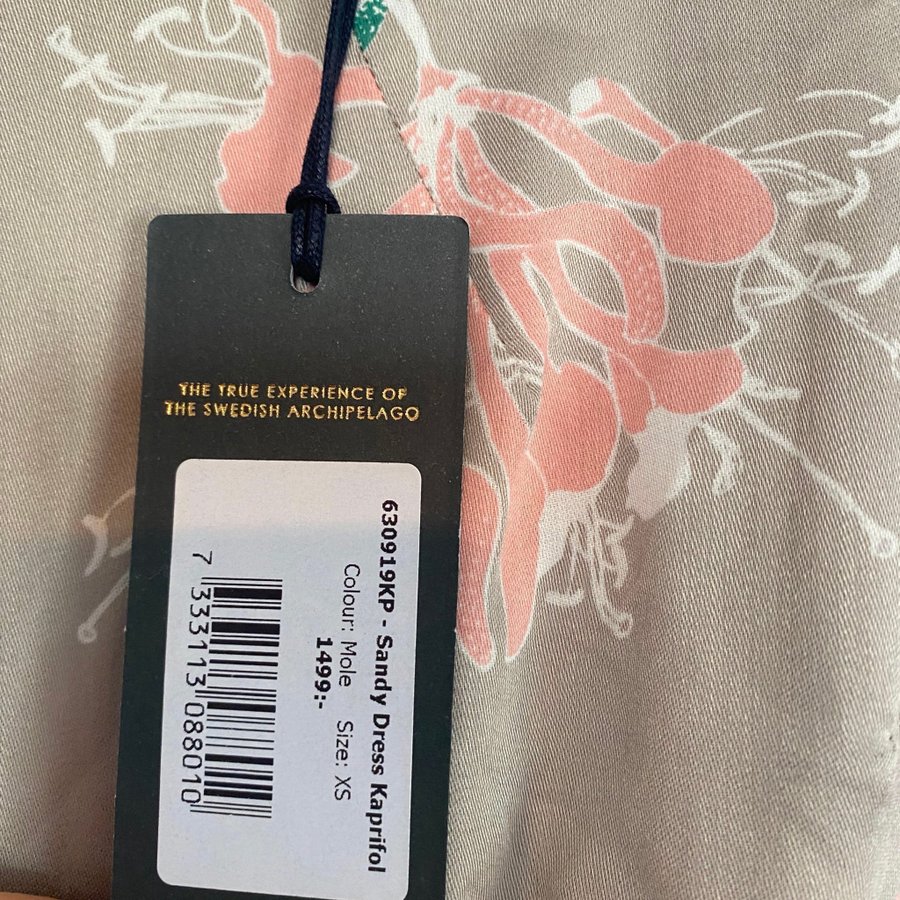 THE TRUE EXPERIENCE OF
THE SWEDISH ARCHIPELAGO
630919KP - Sandy Dress Kaprifol
Colour: Mole Size: XS
1499:-
7 333113 088010